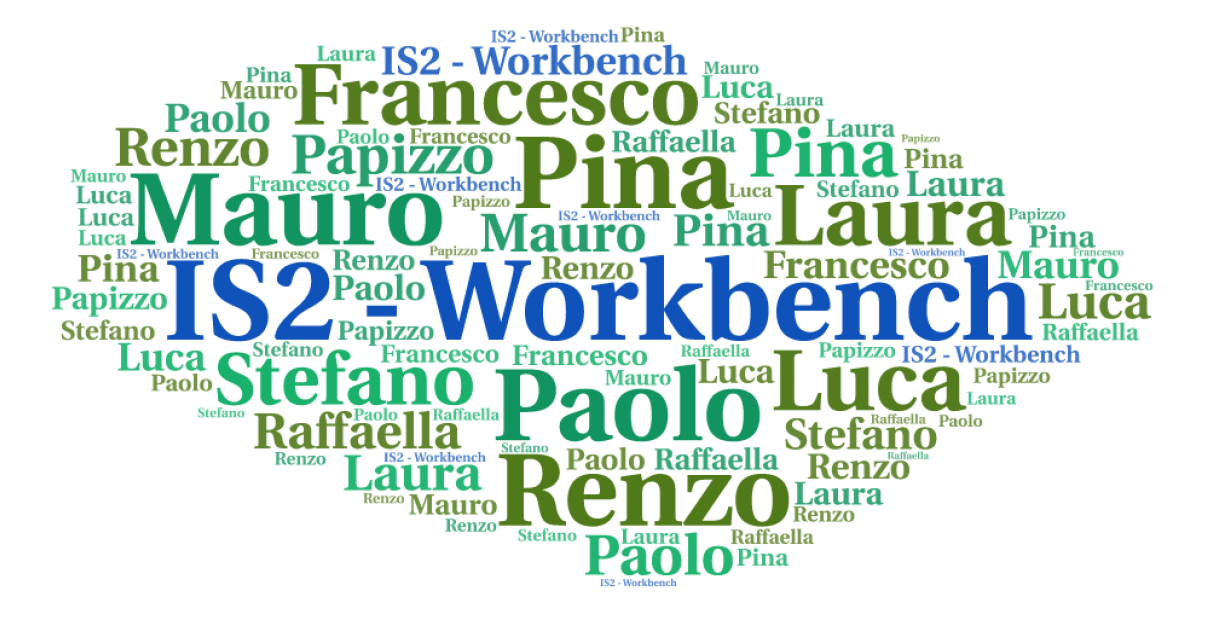 IS2 - Workbench Pina
Laura IS2 - Workbench Mauro
Pina Francesco Luca
Mauro Laura
Paolo Stefano
Renzo Paolo Francesco Raffaella Laura Papizzo
Papizzo Pina Pina Pina
Mauro Francesco IS2 - Workbench Luca Stefano Laura
Luca Mauro Papizzo Laura
Luca IS2 - Workbench Mauro Papizzo
Luca Mauro Pina Pina
IS2 - Workbench Francesco Papizzo IS2 - Workbench Francesco
Pina Renzo Renzo Francesco Mauro
Papizzo Paolo Francesco
IS2 - Workbench Luca
Stefano Papizzo Raffaella
Luca Stefano Francesco Francesco Raffaella Papizzo IS2 - Workbench
Paolo Stefano Mauro Luca Luca Papizzo
Laura
Stefano Paolo Raffaella Paolo Raffaella Paolo
Raffaella Stefano
Stefano
Renzo IS2 - Workbench Paolo Raffaella Raffaella
Laura Renzo
Renzo Mauro Renzo Laura
Renzo Renzo
Stefano Laura Raffaella
Paolo Pina
IS2 - Workbench